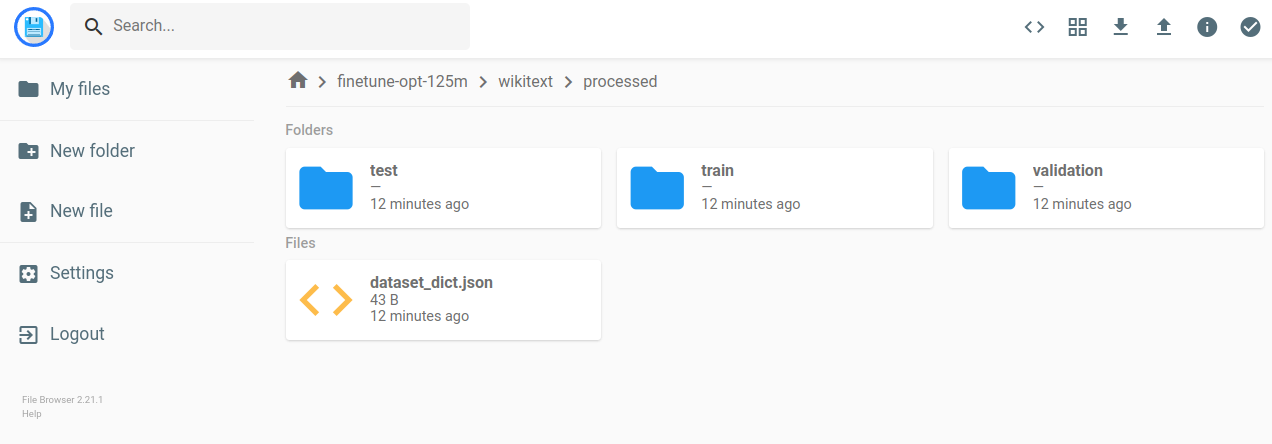 Search...
My files
New folder
New file
Settings
Logout
File Browser 2.21.1
Help
finetune-opt-125m wikitext processed
Folders
test
—
12 minutes ago
train
—
12 minutes ago
validation
—
12 minutes ago
Files
dataset_dict.json
43 B
12 minutes ago